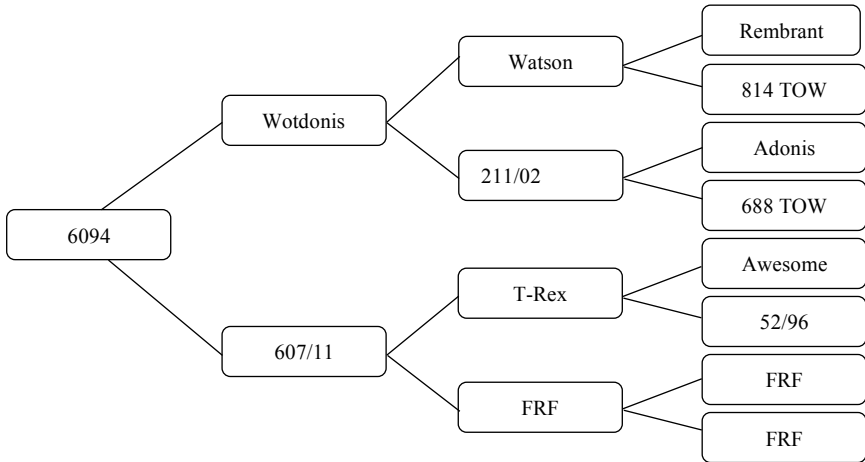 Rembrant
Watson
814 TOW
Wotdonis
Adonis
211/02
688 TOW
6094
Awesome
T-Rex
52/96
607/11
FRF
FRF
FRF